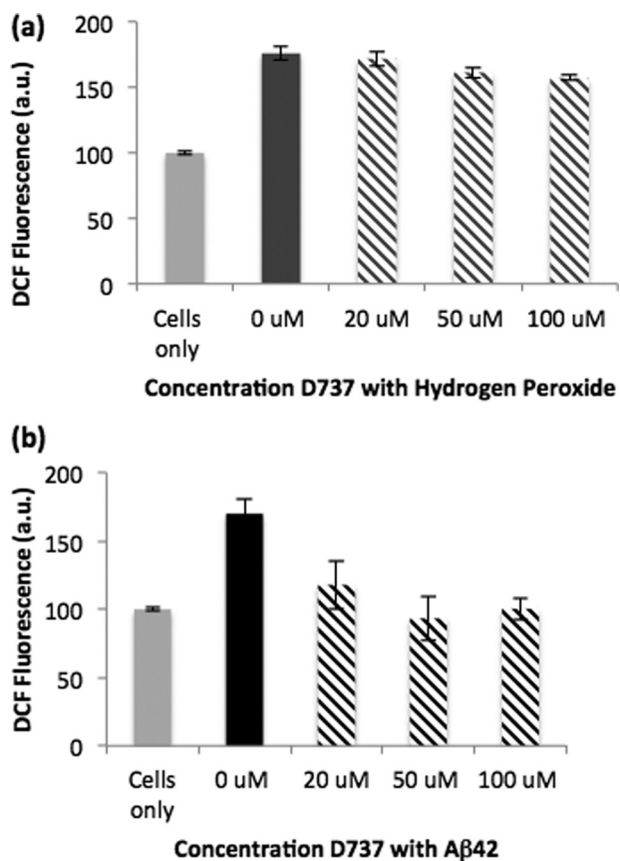 (a)
DCF Fluorescence (a.u.)
200
150
100
50
0
Cells only
0 uM
20 uM
50 uM
100 uM
Concentration D737 with Hydrogen Peroxide
(b)
DCF Fluorescence (a.u.)
200
150
100
50
0
Cells only
0 uM
20 uM
50 uM
100 uM
Concentration D737 with Aβ42